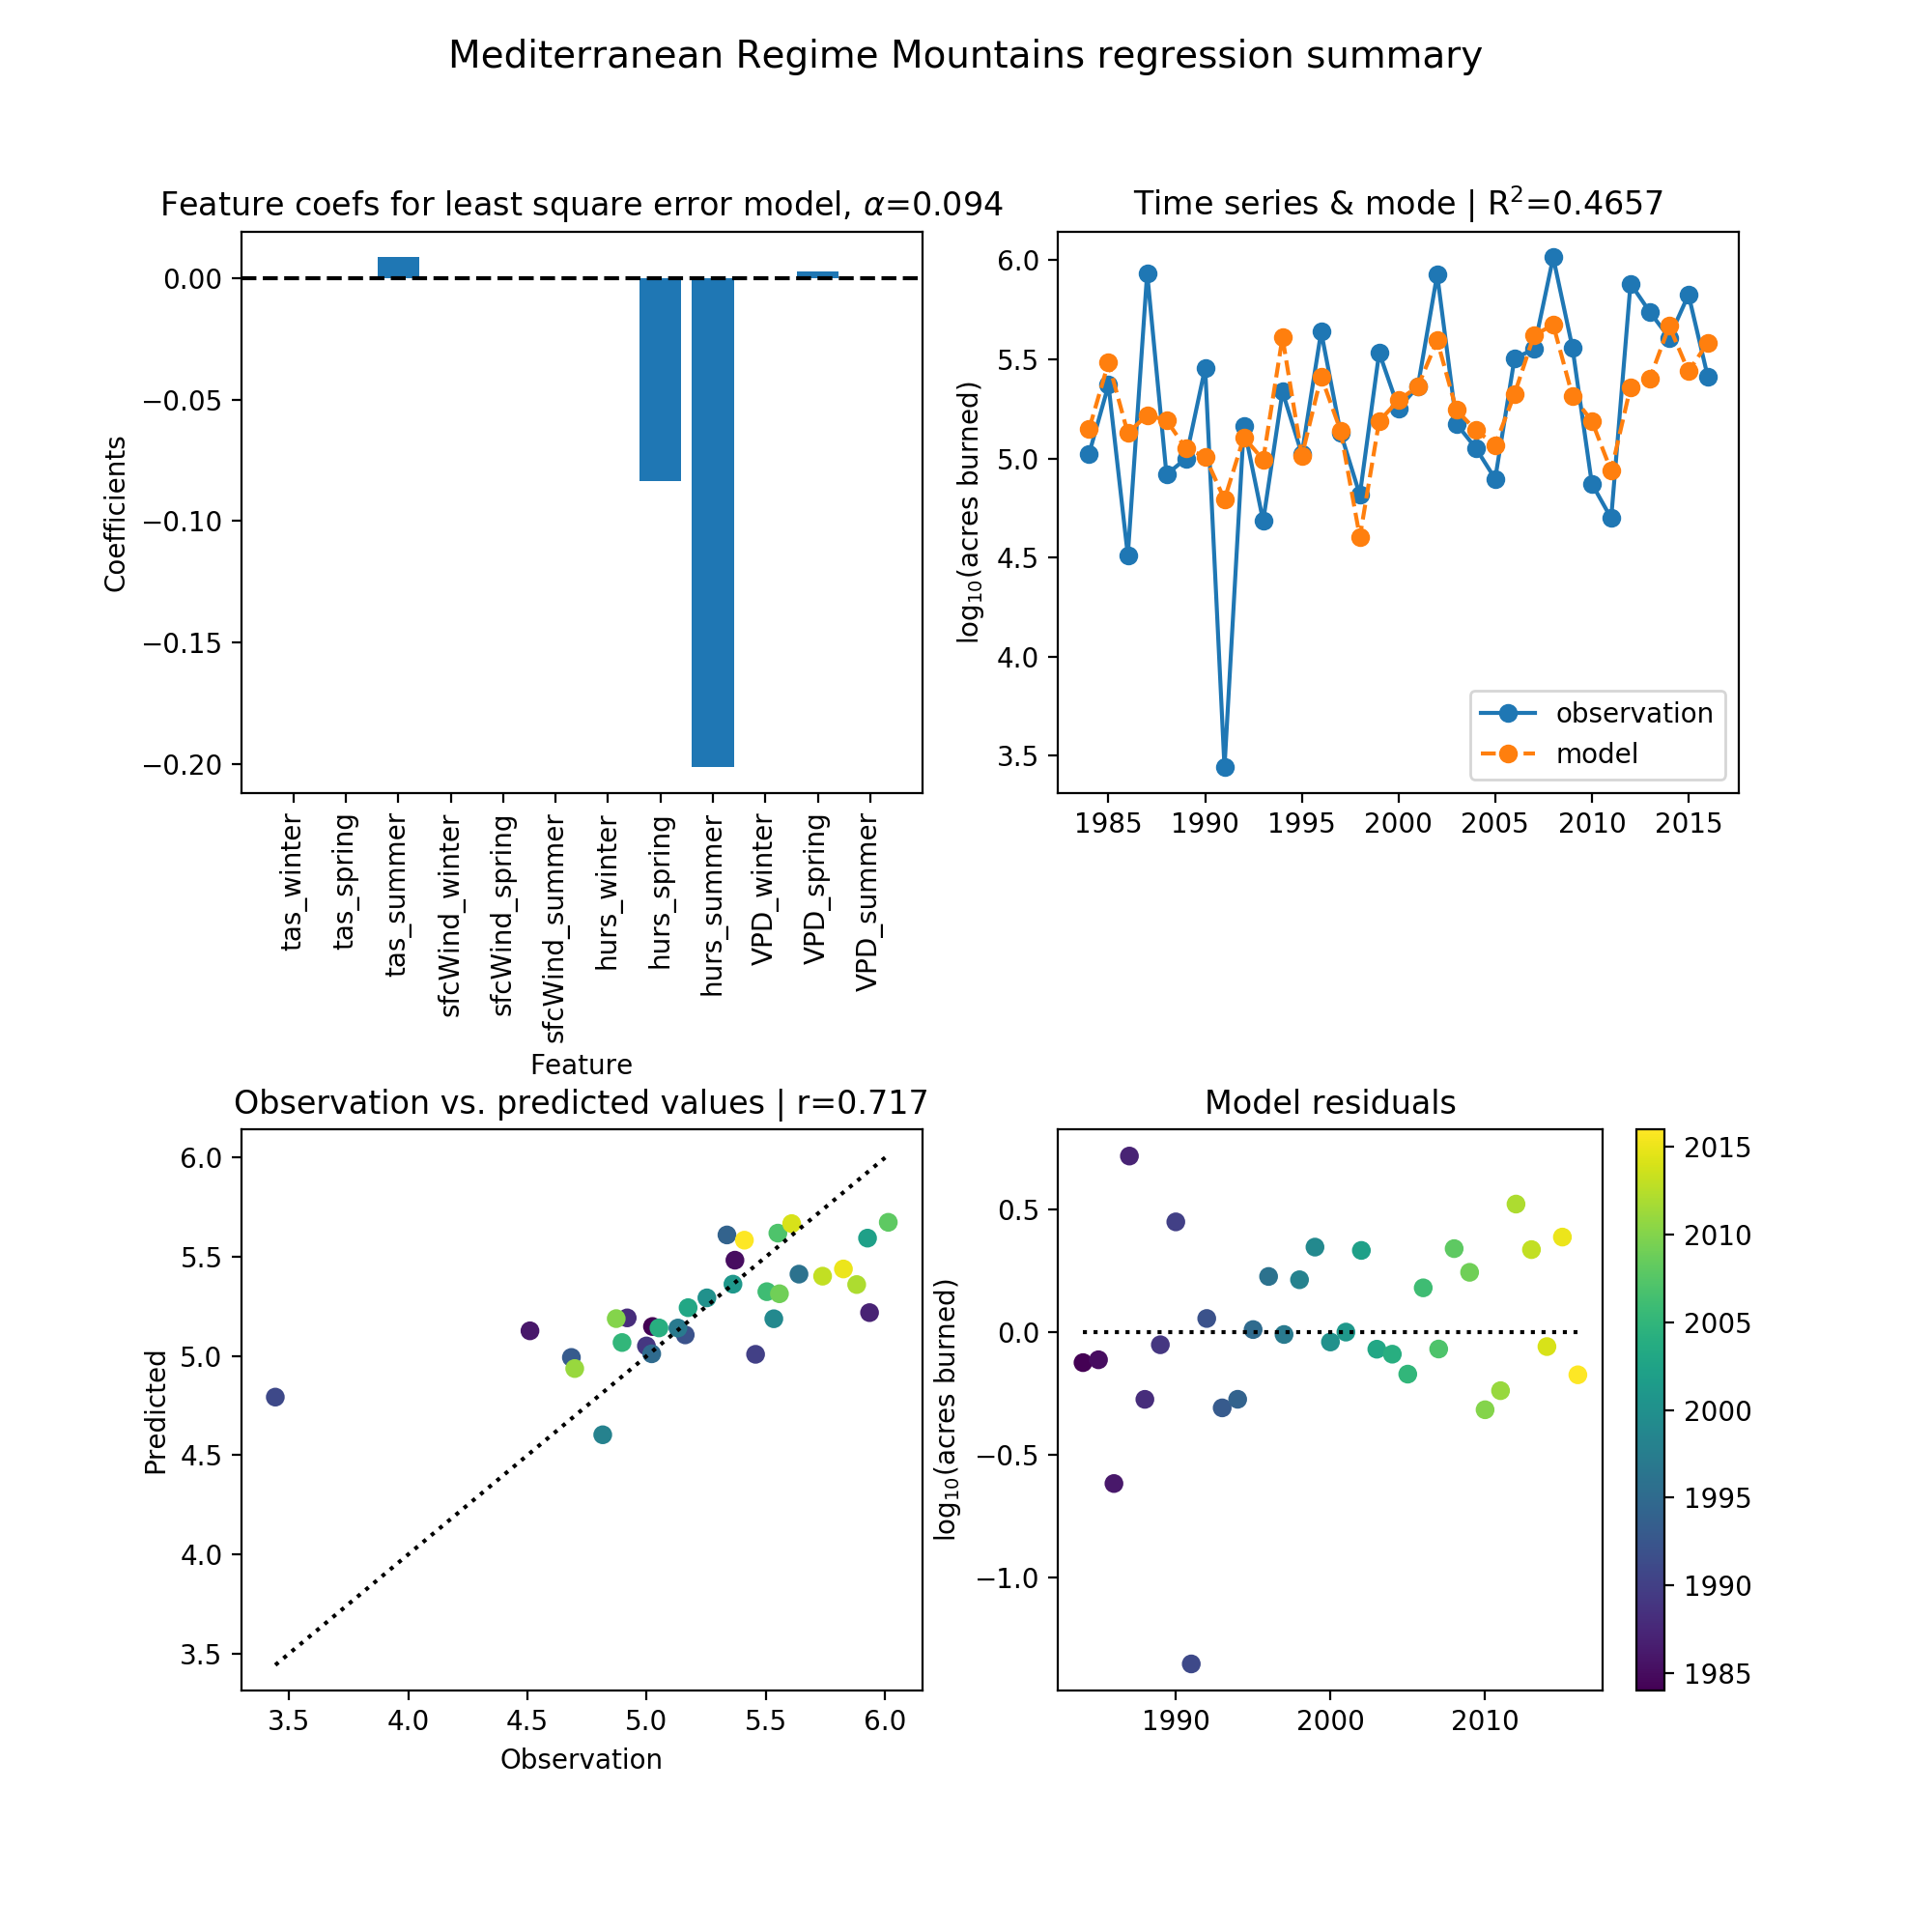 Mediterranean Regime Mountains regression summary
Feature coefs for least square error model, α=0.094
0.00
−0.05
−0.10
−0.15
−0.20
Coefficients
tas_winter
tas_spring
tas_summer
sfcWind_winter
sfcWind_spring
sfcWind_summer
hurs_winter
hurs_spring
hurs_summer
VPD_winter
VPD_spring
VPD_summer
Feature
Time series & mode | R²=0.4657
6.0
5.5
5.0
4.5
4.0
3.5
log₁₀(acres burned)
observation
model
1985 1990 1995 2000 2005 2010 2015
Observation vs. predicted values | r=0.717
6.0
5.5
5.0
4.5
4.0
3.5
Predicted
3.5 4.0 4.5 5.0 5.5 6.0
Observation
Model residuals
0.5
0.0
−0.5
−1.0
log₁₀(acres burned)
1990 2000 2010
2015
2010
2005
2000
1995
1990
1985